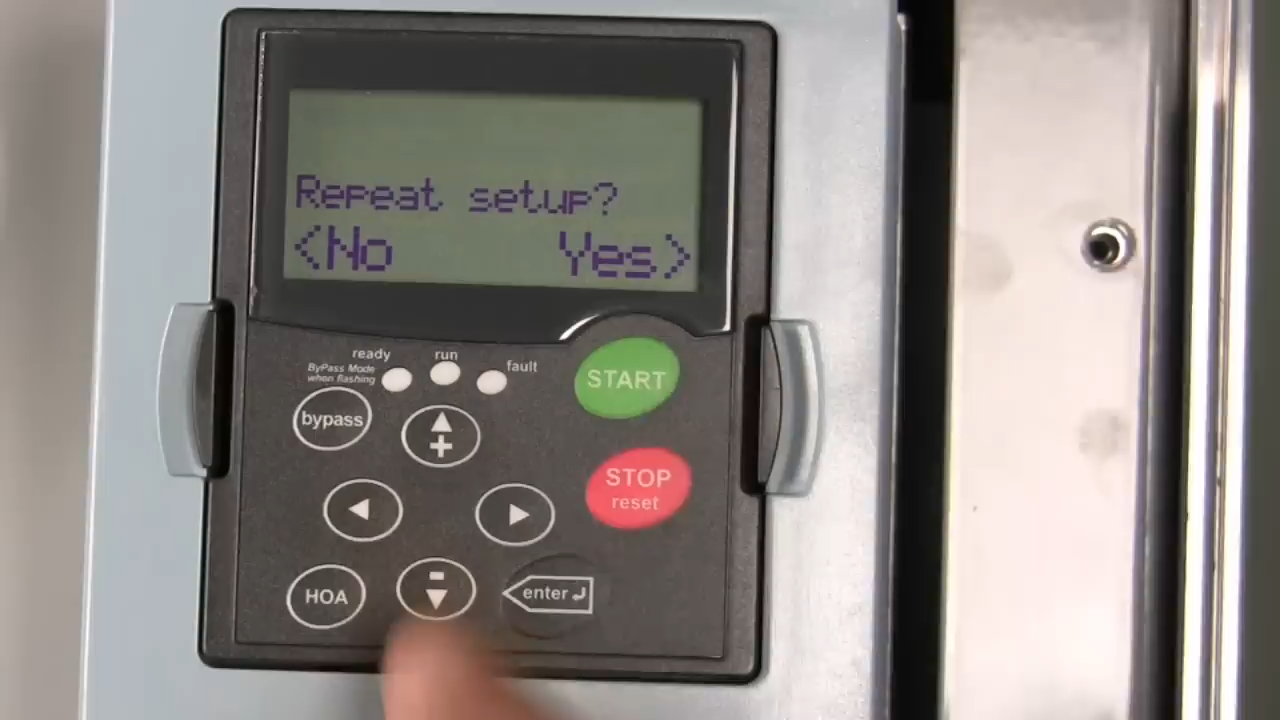 Repeat setup?
<No Yes>
ready run fault
ByPass Mode
when flashing
START
bypass
STOP
reset
HOA
enter